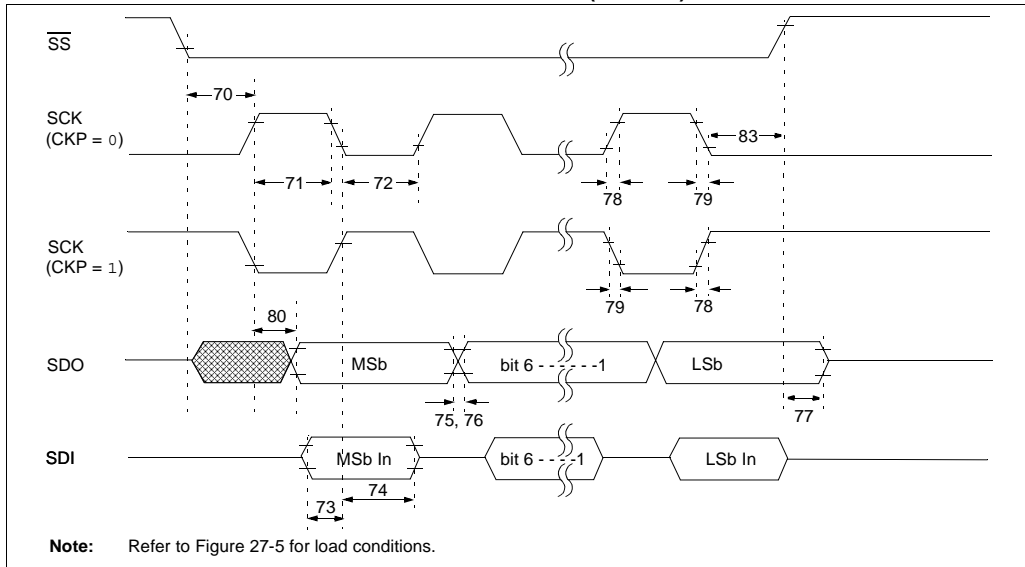 SS
70
SCK
(CKP = 0)
83
71
72
78
79
SCK
(CKP = 1)
79
78
80
SDO
MSb
bit 6 - - - - - -1
LSb
75, 76
77
SDI
MSb In
bit 6 - - - -1
LSb In
74
73
Note: Refer to Figure 27-5 for load conditions.